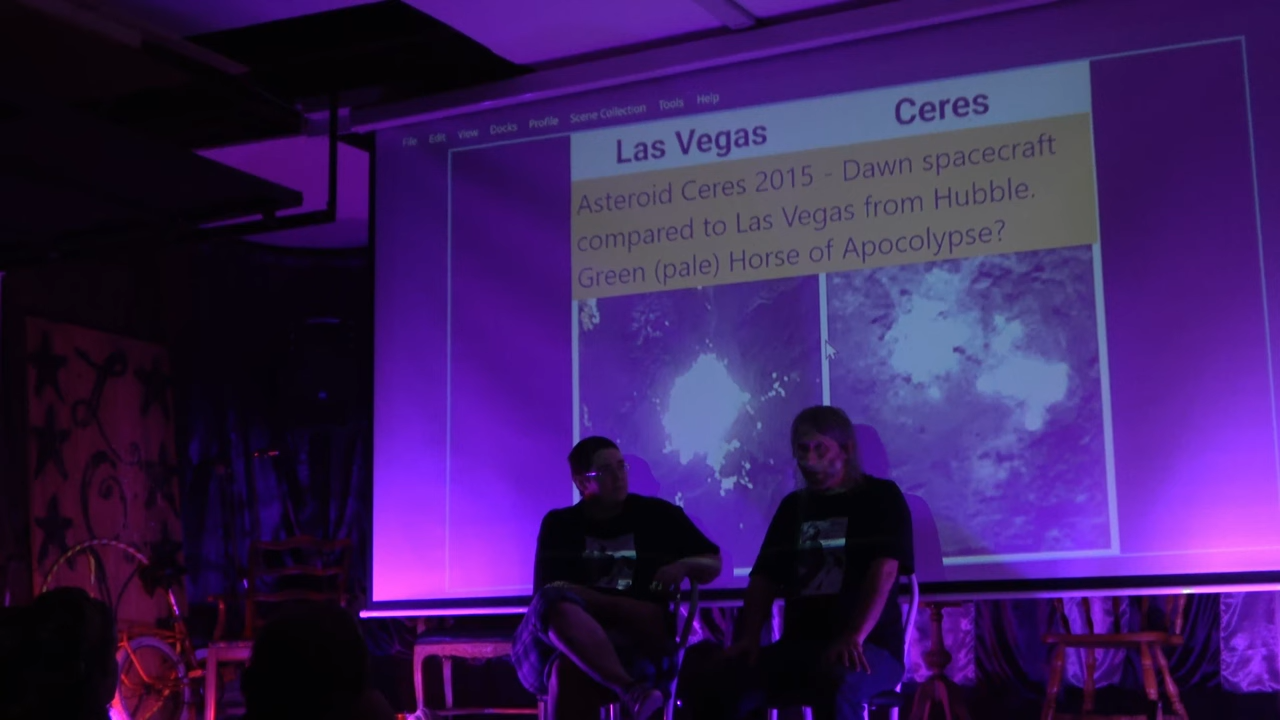 File Edit View Docks Profile Scene Collection Tools Help
Las Vegas Ceres
Asteroid Ceres 2015 - Dawn spacecraft
compared to Las Vegas from Hubble.
Green (pale) Horse of Apocolypse?